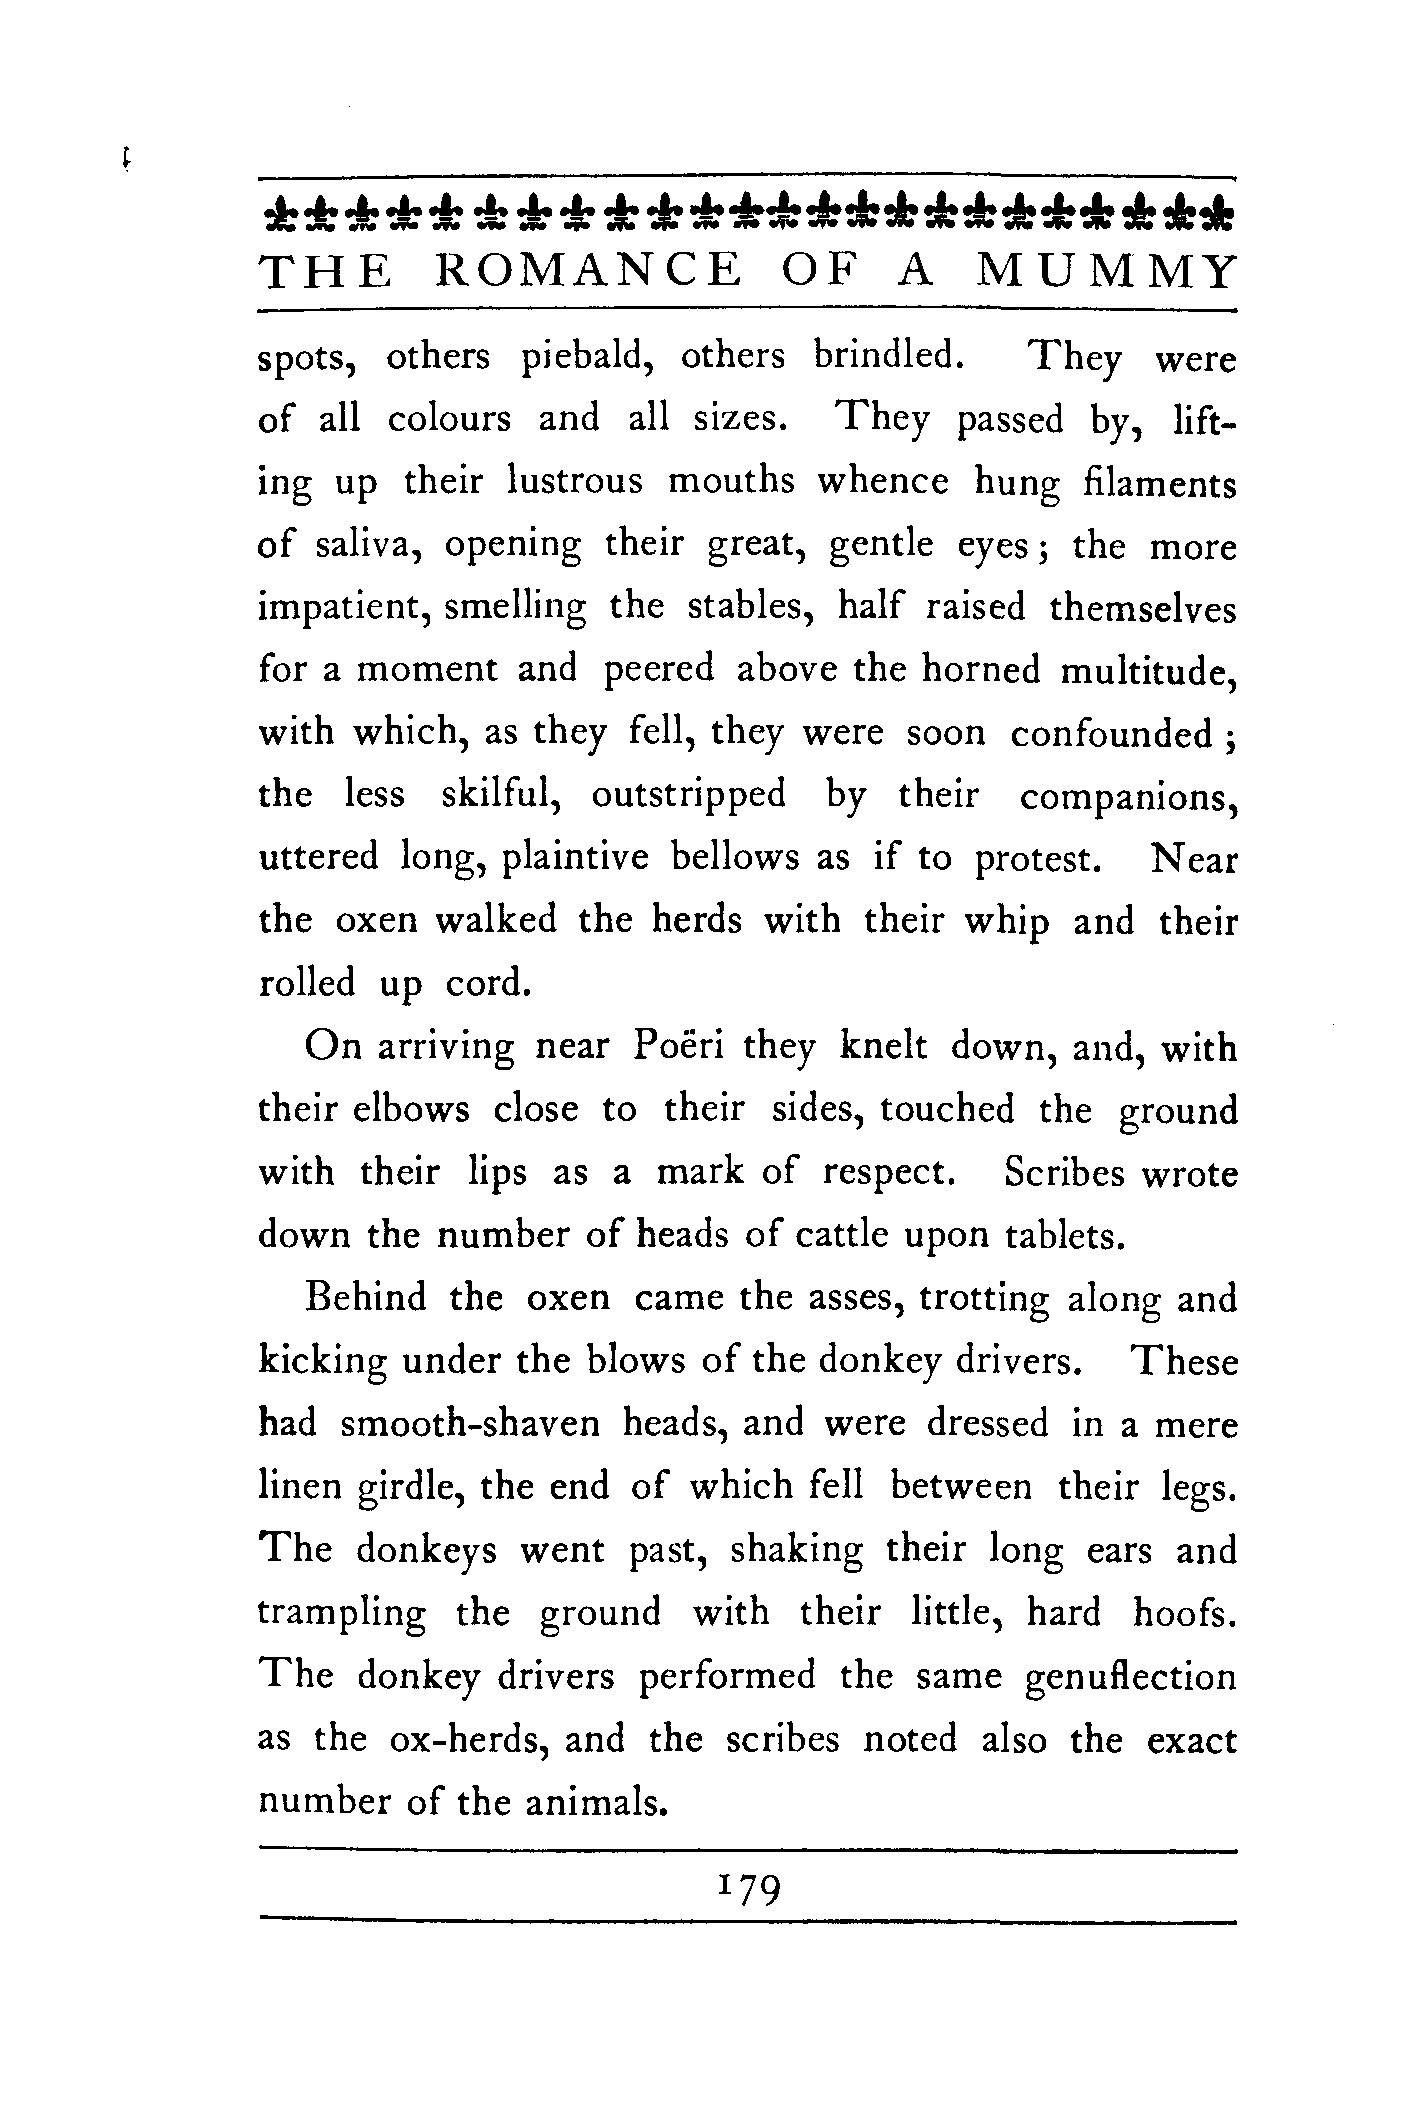 THE ROMANCE OF A MUMMY
spots, others piebald, others brindled. They were
of all colours and all sizes. They passed by, lift-
ing up their lustrous mouths whence hung filaments
of saliva, opening their great, gentle eyes; the more
impatient, smelling the stables, half raised themselves
for a moment and peered above the horned multitude,
with which, as they fell, they were soon confounded;
the less skilful, outstripped by their companions,
uttered long, plaintive bellows as if to protest. Near
the oxen walked the herds with their whip and their
rolled up cord.
On arriving near Poëri they knelt down, and, with
their elbows close to their sides, touched the ground
with their lips as a mark of respect. Scribes wrote
down the number of heads of cattle upon tablets.
Behind the oxen came the asses, trotting along and
kicking under the blows of the donkey drivers. These
had smooth-shaven heads, and were dressed in a mere
linen girdle, the end of which fell between their legs.
The donkeys went past, shaking their long ears and
trampling the ground with their little, hard hoofs.
The donkey drivers performed the same genuflection
as the ox-herds, and the scribes noted also the exact
number of the animals.
179